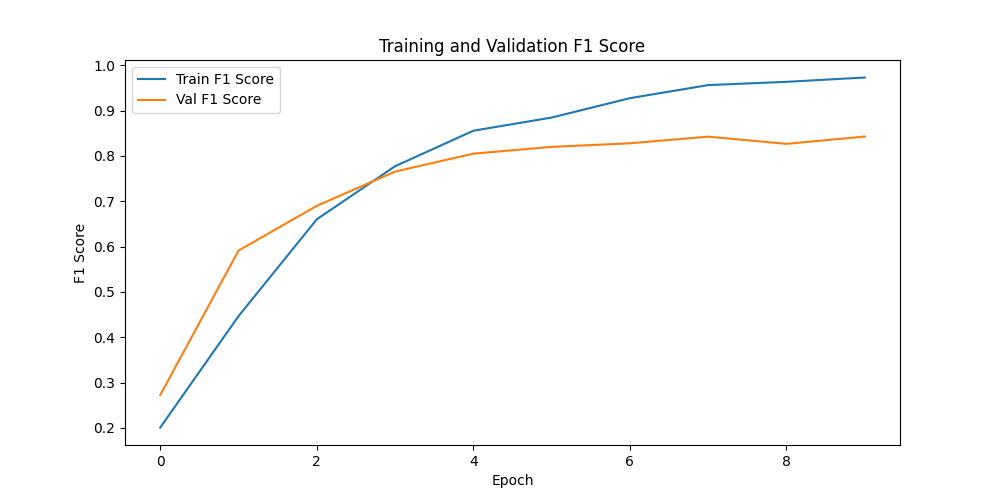 Training and Validation F1 Score
1.0
0.9
0.8
0.7
0.6
0.5
0.4
0.3
0.2
F1 Score
Train F1 Score
Val F1 Score
0 2 4 6 8
Epoch